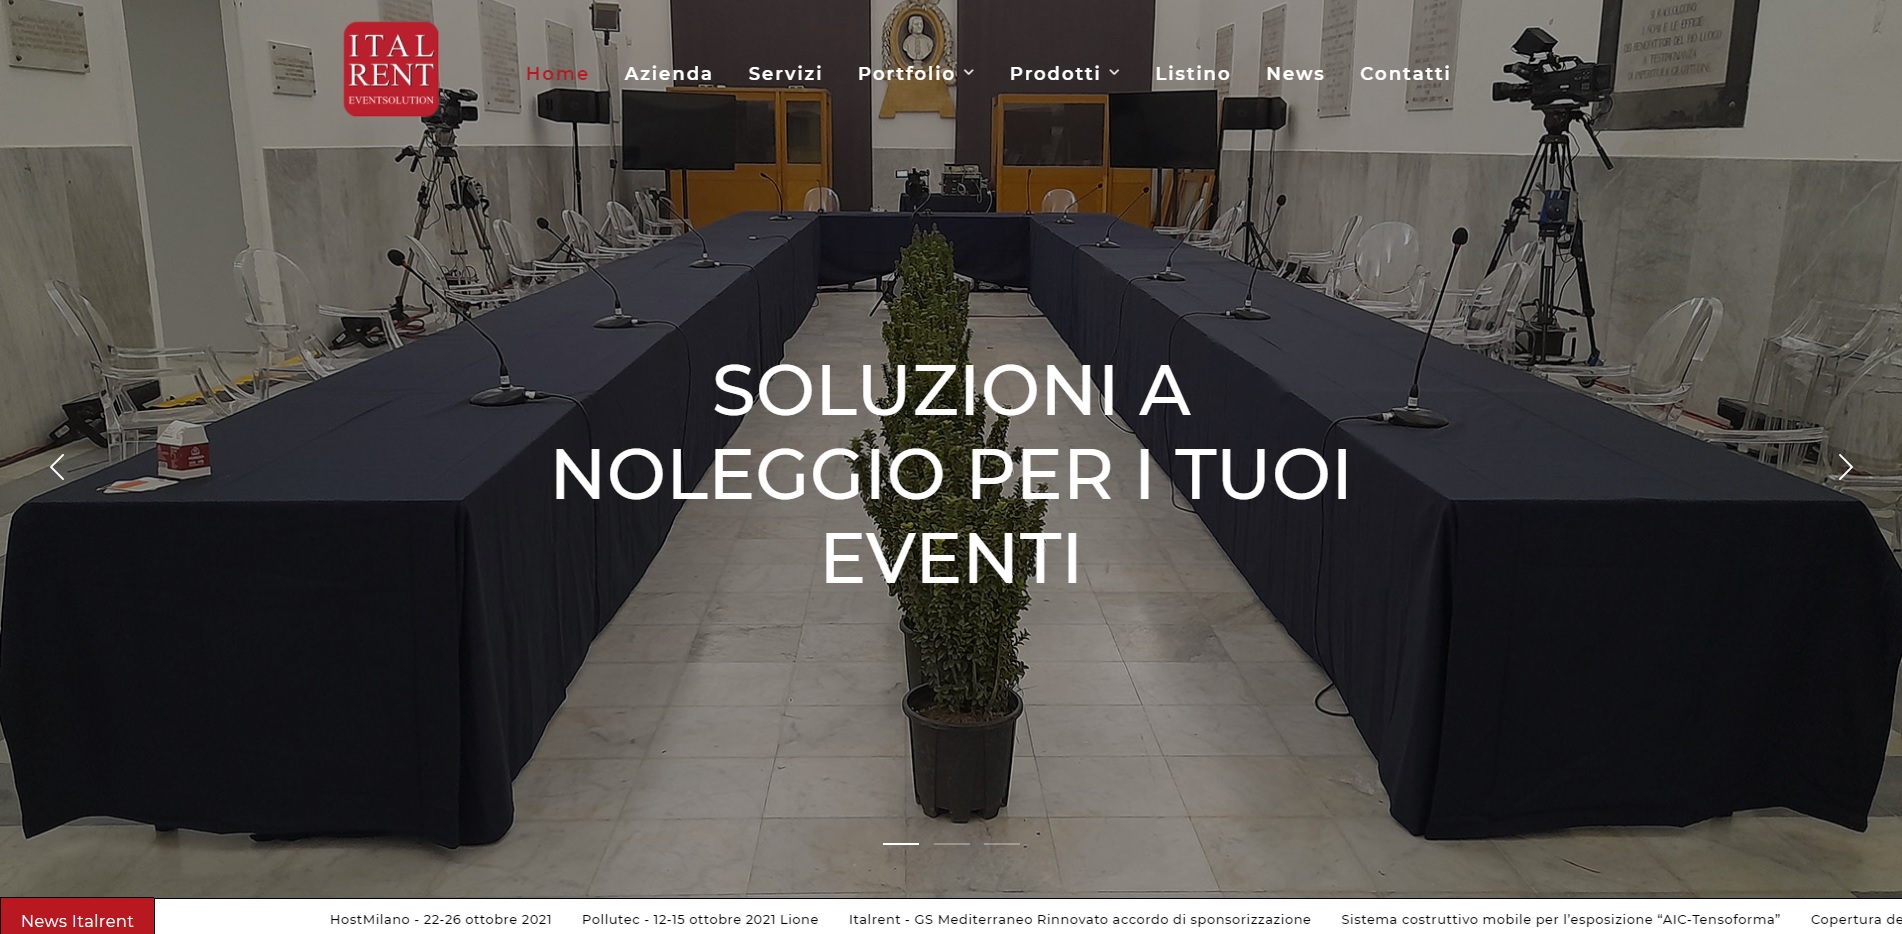 ITAL
RENT
EVENTSOLUTION
Home Azienda Servizi Portfolio Prodotti Listino News Contatti
SI RACCOLGONO
SOLUZIONI A
NOLEGGIO PER I TUOI
EVENTI
News Italrent
HostMilano - 22-26 ottobre 2021 Pollutec - 12-15 ottobre 2021 Lione Italrent - GS Mediterraneo Rinnovato accordo di sponsorizzazione Sistema costruttivo mobile per l’esposizione “AIC-Tensoforma” Copertura de